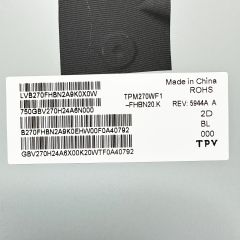 Made in China
LVB270FHBN2A9K0X0W TPM270WF1 ROHS
750GBV270H24A6N000 -FHBN20.K REV: 5944A A
2D
B270FHBN2A9K0EHW00F0A40792 BL
000
GBV270H24A6X00K20WTF0A40792 TPV